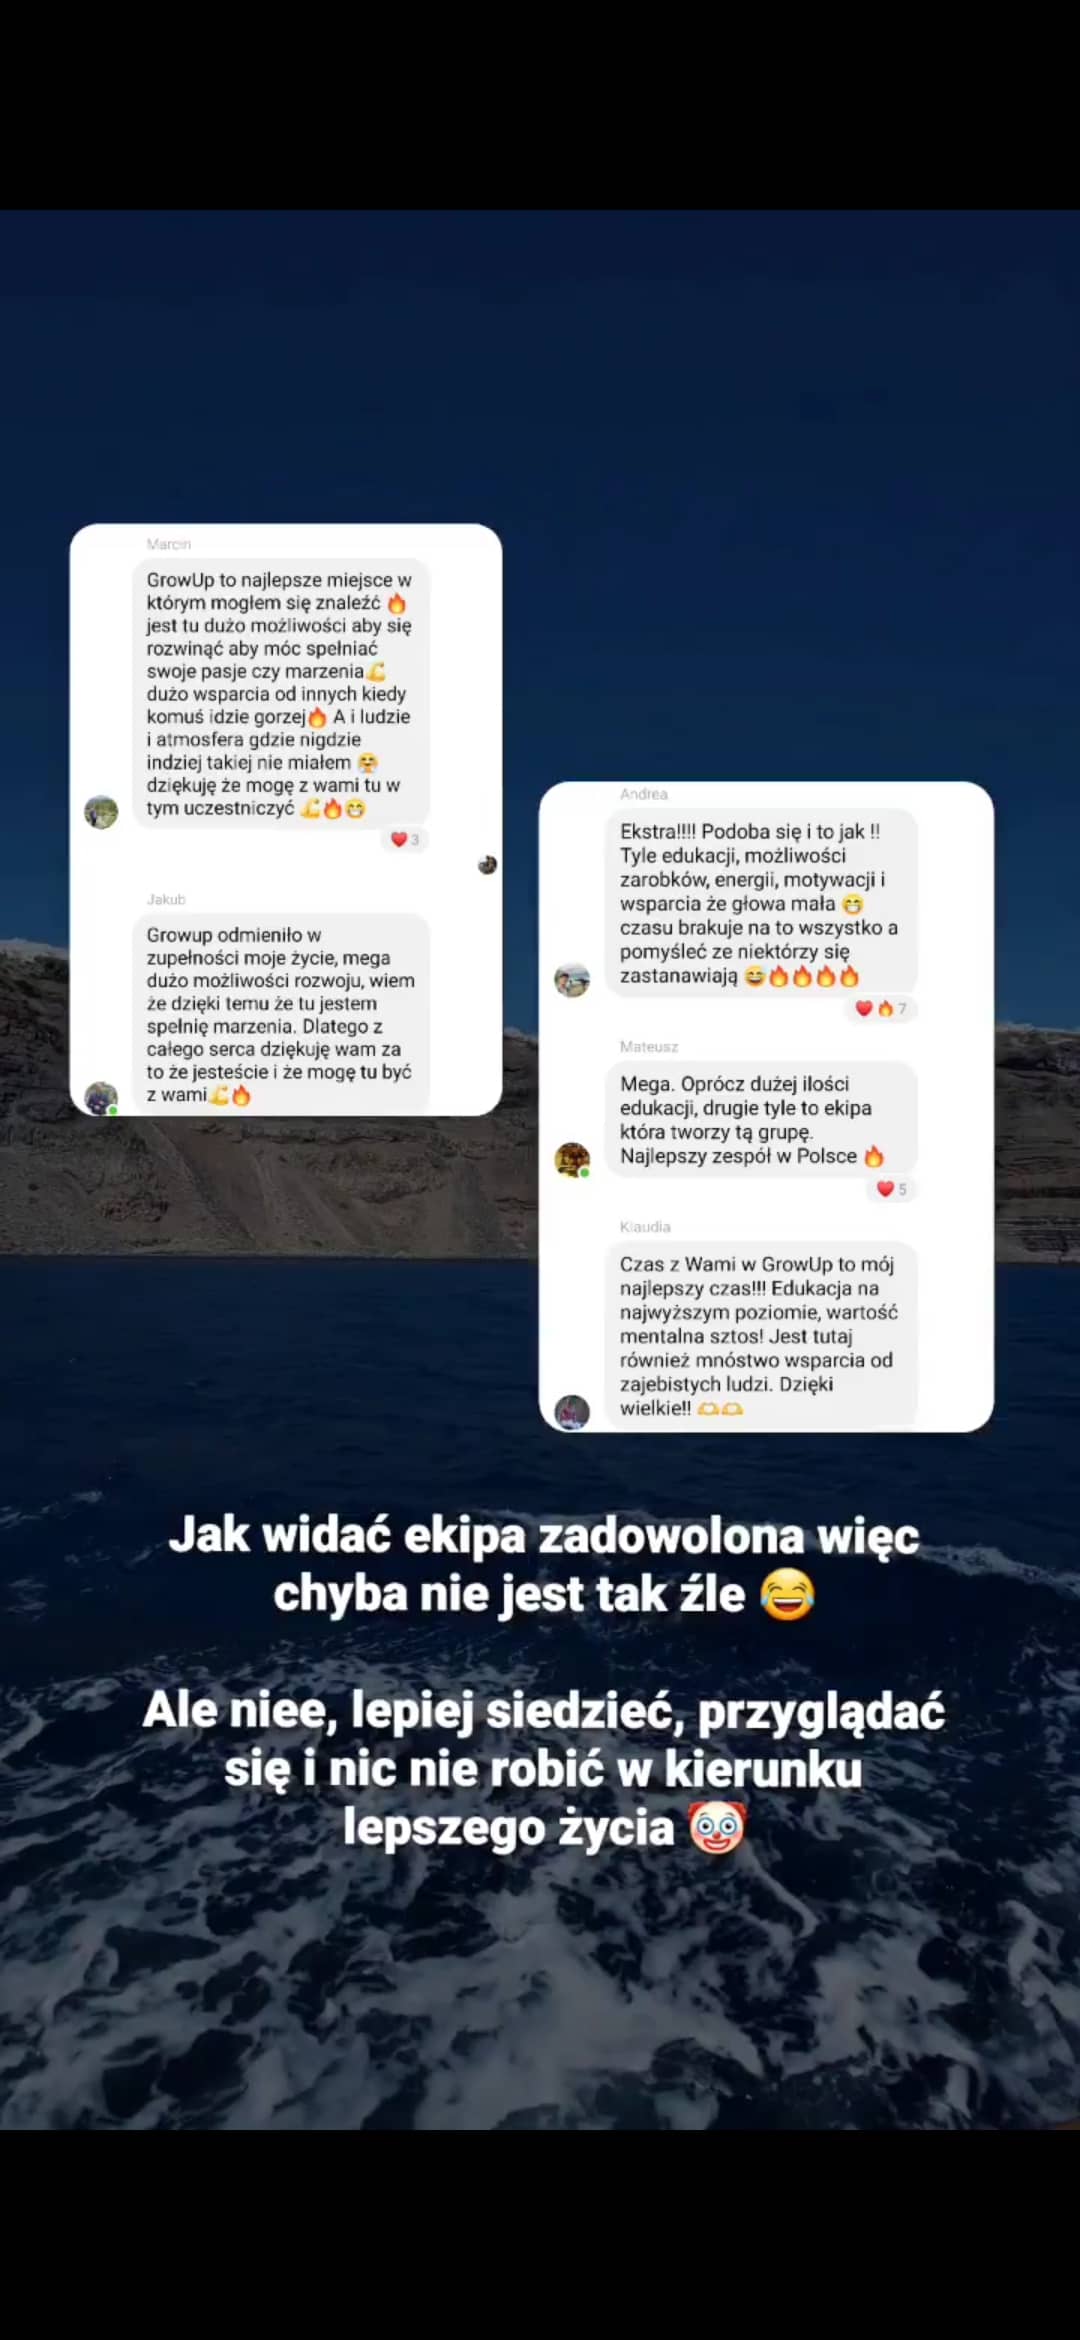 Marcin
GrowUp to najlepsze miejsce w
którym mogłem się znaleźć 🔥
jest tu dużo możliwości aby się
rozwinąć aby móc spełniać
swoje pasje czy marzenia💪
dużo wsparcia od innych kiedy
komuś idzie gorzej🔥 A i ludzie
i atmosfera gdzie nigdzie
indziej takiej nie miałem 😤
dziękuję że mogę z wami tu w
tym uczestniczyć 💪🔥😁
❤️ 3
Jakub
Growup odmieniło w
zupełności moje życie, mega
dużo możliwości rozwoju, wiem
że dzięki temu że tu jestem
spełnię marzenia. Dlatego z
całego serca dziękuję wam za
to że jesteście i że mogę tu być
z wami💪🔥
Andrea
Ekstra!!!! Podoba się i to jak !!
Tyle edukacji, możliwości
zarobków, energii, motywacji i
wsparcia że głowa mała 😁
czasu brakuje na to wszystko a
pomyśleć ze niektórzy się
zastanawiają 😅🔥🔥🔥🔥
❤️🔥 7
Mateusz
Mega. Oprócz dużej ilości
edukacji, drugie tyle to ekipa
która tworzy tą grupę.
Najlepszy zespół w Polsce 🔥
❤️ 5
Klaudia
Czas z Wami w GrowUp to mój
najlepszy czas!!! Edukacja na
najwyższym poziomie, wartość
mentalna sztos! Jest tutaj
również mnóstwo wsparcia od
zajebistych ludzi. Dzięki
wielkie!! 🫶🫶
Jak widać ekipa zadowolona więc
chyba nie jest tak źle 😂
Ale niee, lepiej siedzieć, przyglądać
się i nic nie robić w kierunku
lepszego życia 🤡